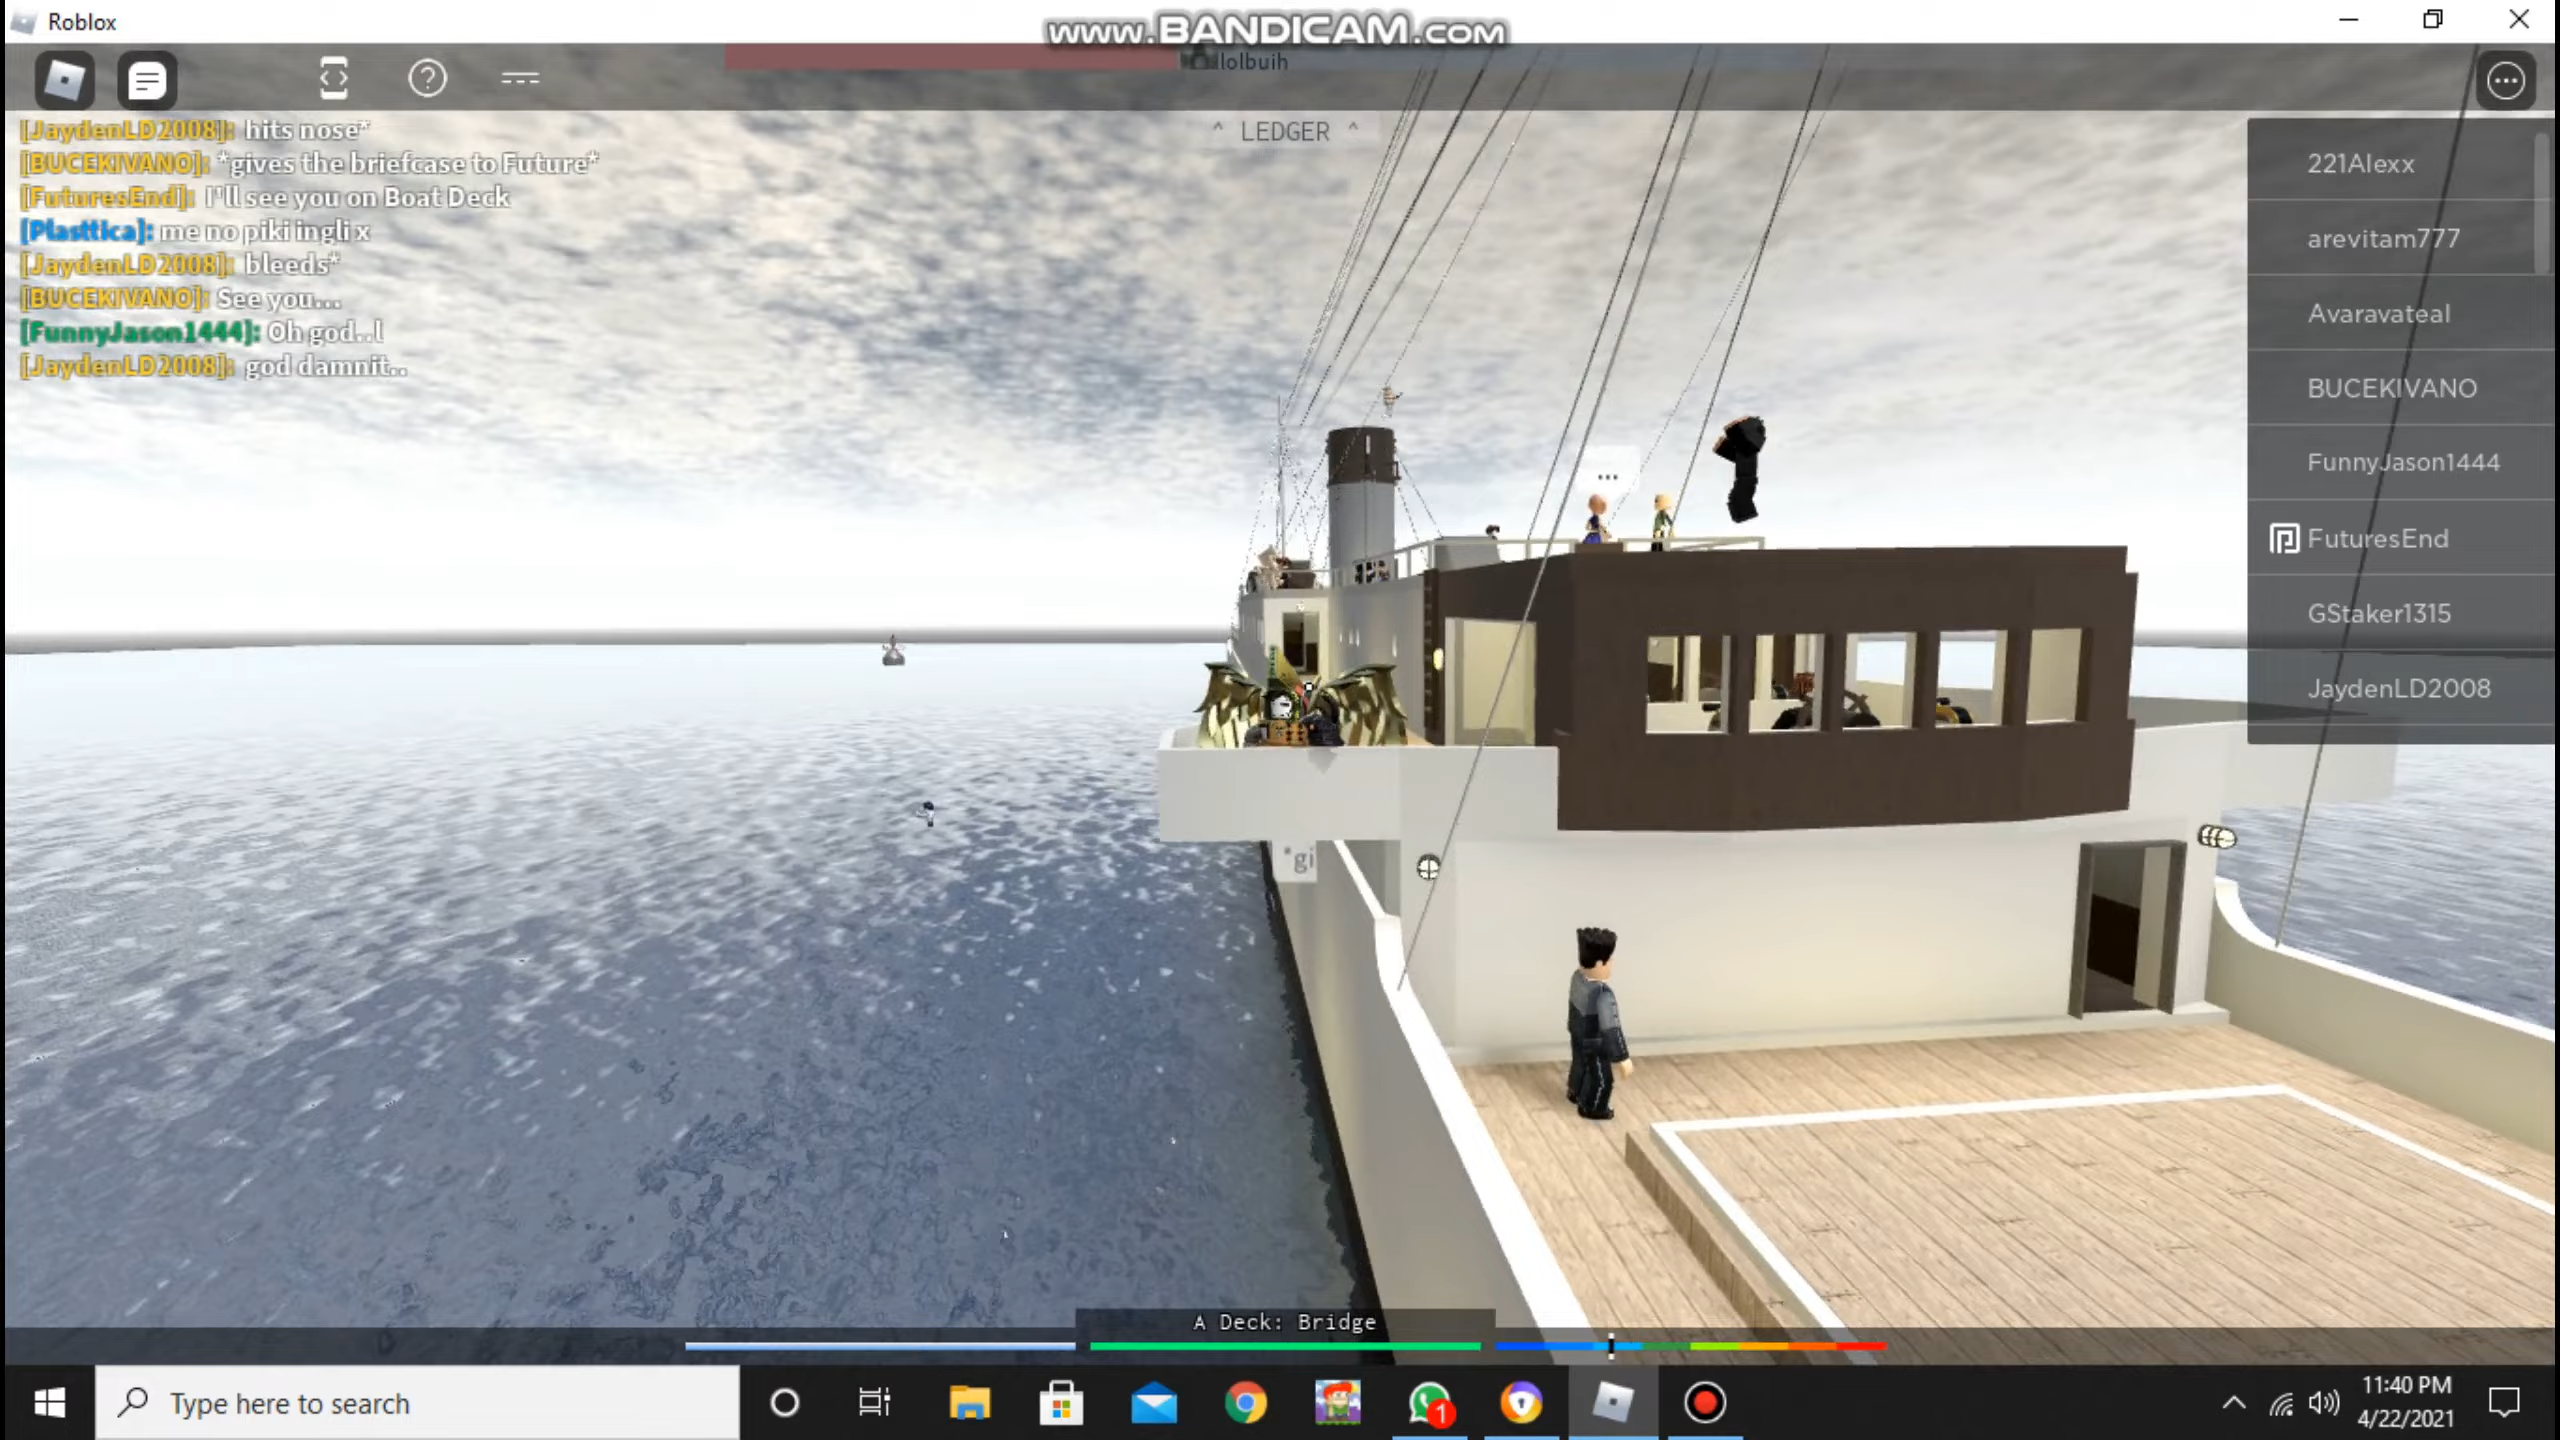 Roblox
www.BANDICAM.com
lolbuih
^ LEDGER ^
[JaydenLD2008]: hits nose*
[BUCEKIVANO]: *gives the briefcase to Future*
[FuturesEnd]: I'll see you on Boat Deck
[Plasttica]: me no piki ingli x
[JaydenLD2008]: bleeds*
[BUCEKIVANO]: See you...
[FunnyJason1444]: Oh god..l
[JaydenLD2008]: god damnit..
221Alexx
arevitam777
Avaravateal
BUCEKIVANO
FunnyJason1444
FuturesEnd
GStaker1315
JaydenLD2008
...
*gi
A Deck: Bridge
Type here to search
1
11:40 PM
4/22/2021